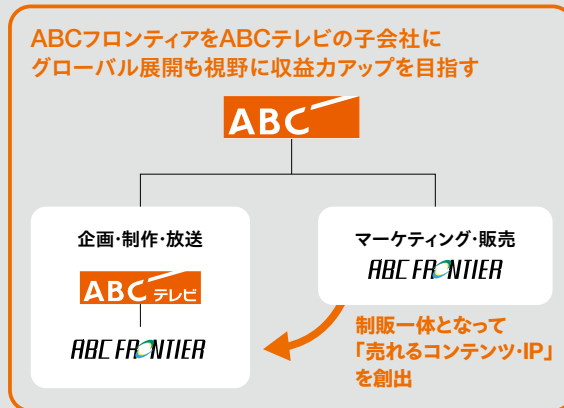 ABCフロンティアをABCテレビの子会社に
グローバル展開も視野に収益力アップを目指す
ABC
企画・制作・放送
ABCテレビ
ABC FRONTIER
マーケティング・販売
ABC FRONTIER
制販一体となって
「売れるコンテンツ・IP」
を創出